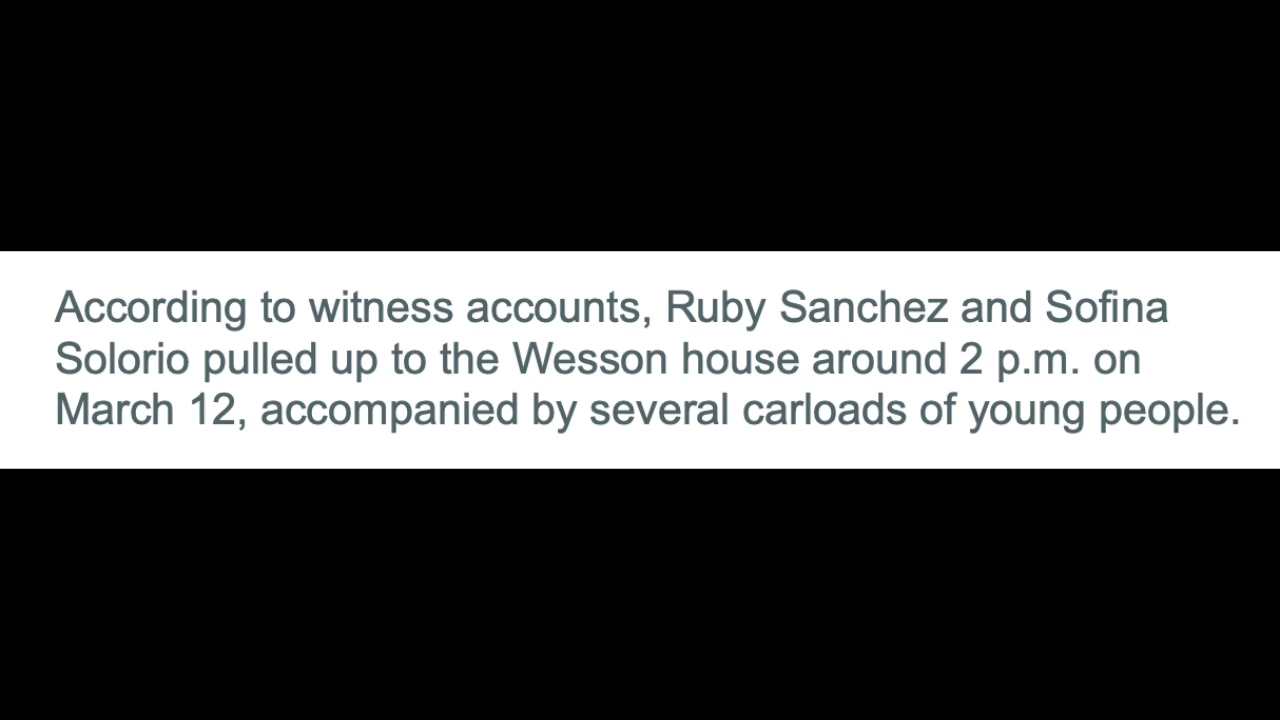 According to witness accounts, Ruby Sanchez and Sofina
Solorio pulled up to the Wesson house around 2 p.m. on
March 12, accompanied by several carloads of young people.